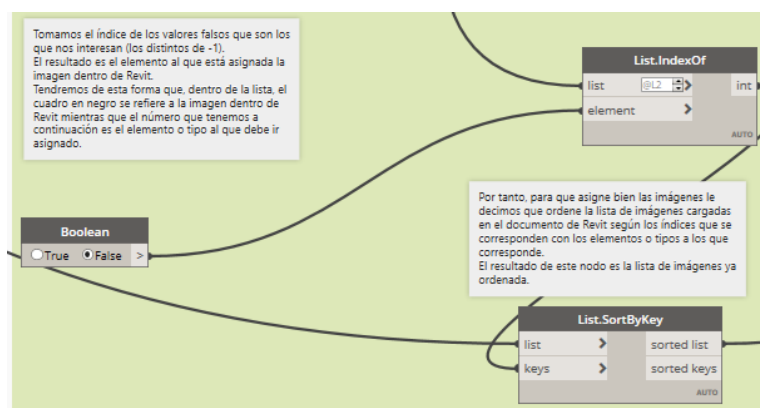 Tomamos el índice de los valores falsos que son los
que nos interesan (los distintos de -1).
El resultado es el elemento al que está asignada la
imagen dentro de Revit.
Tendremos de esta forma que, dentro de la lista, el
cuadro en negro se refiere a la imagen dentro de
Revit mientras que el número que tenemos a
continuación es el elemento o tipo al que debe ir
asignado.
List.IndexOf
list @L2 > int
element >
AUTO
Por tanto, para que asigne bien las imágenes le
decimos que ordene la lista de imágenes cargadas
en el documento de Revit según los índices que se
corresponden con los elementos o tipos a los que
corresponde.
El resultado de este nodo es la lista de imágenes ya
ordenada.
Boolean
True False >
List.SortByKey
list > sorted list
keys > sorted keys
AUTO